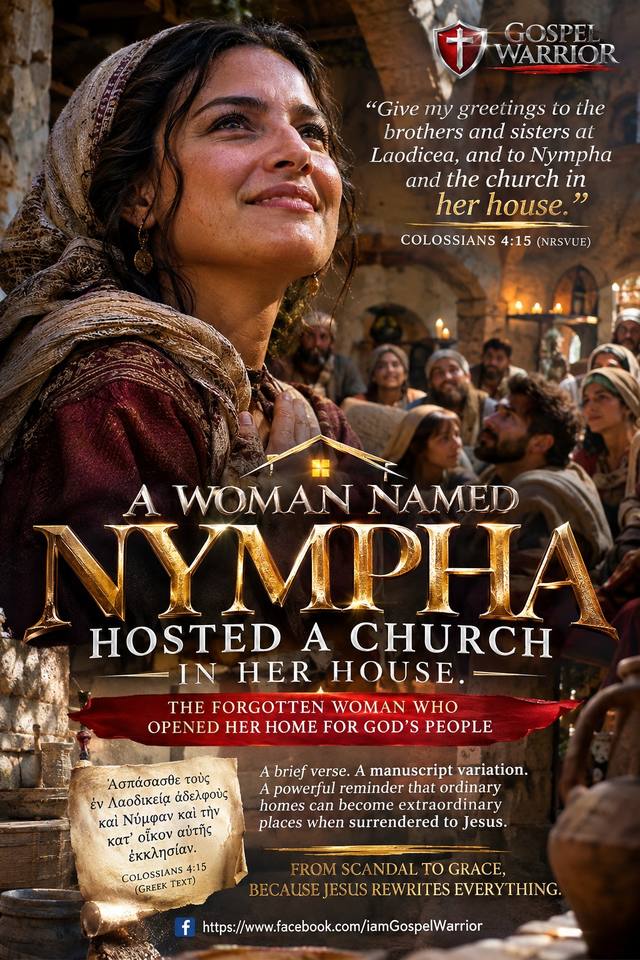 GOSPEL
WARRIOR
“Give my greetings to the
brothers and sisters at
Laodicea, and to Nympha
and the church in
her house.”
COLOSSIANS 4:15 (NRSVUE)
A WOMAN NAMED
NYMPHA
HOSTED A CHURCH
IN HER HOUSE.
THE FORGOTTEN WOMAN WHO
OPENED HER HOME FOR GOD’S PEOPLE
Ἀσπάσασθε τοὺς
ἐν Λαοδικείᾳ ἀδελφοὺς
καὶ Νύμφαν καὶ τὴν
κατ’ οἶκον αὐτῆς
ἐκκλησίαν.
COLOSSIANS 4:15
(GREEK TEXT)
A brief verse. A manuscript variation.
A powerful reminder that ordinary
homes can become extraordinary
places when surrendered to Jesus.
FROM SCANDAL TO GRACE,
BECAUSE JESUS REWRITES EVERYTHING.
f https://www.facebook.com/iamGospelWarrior